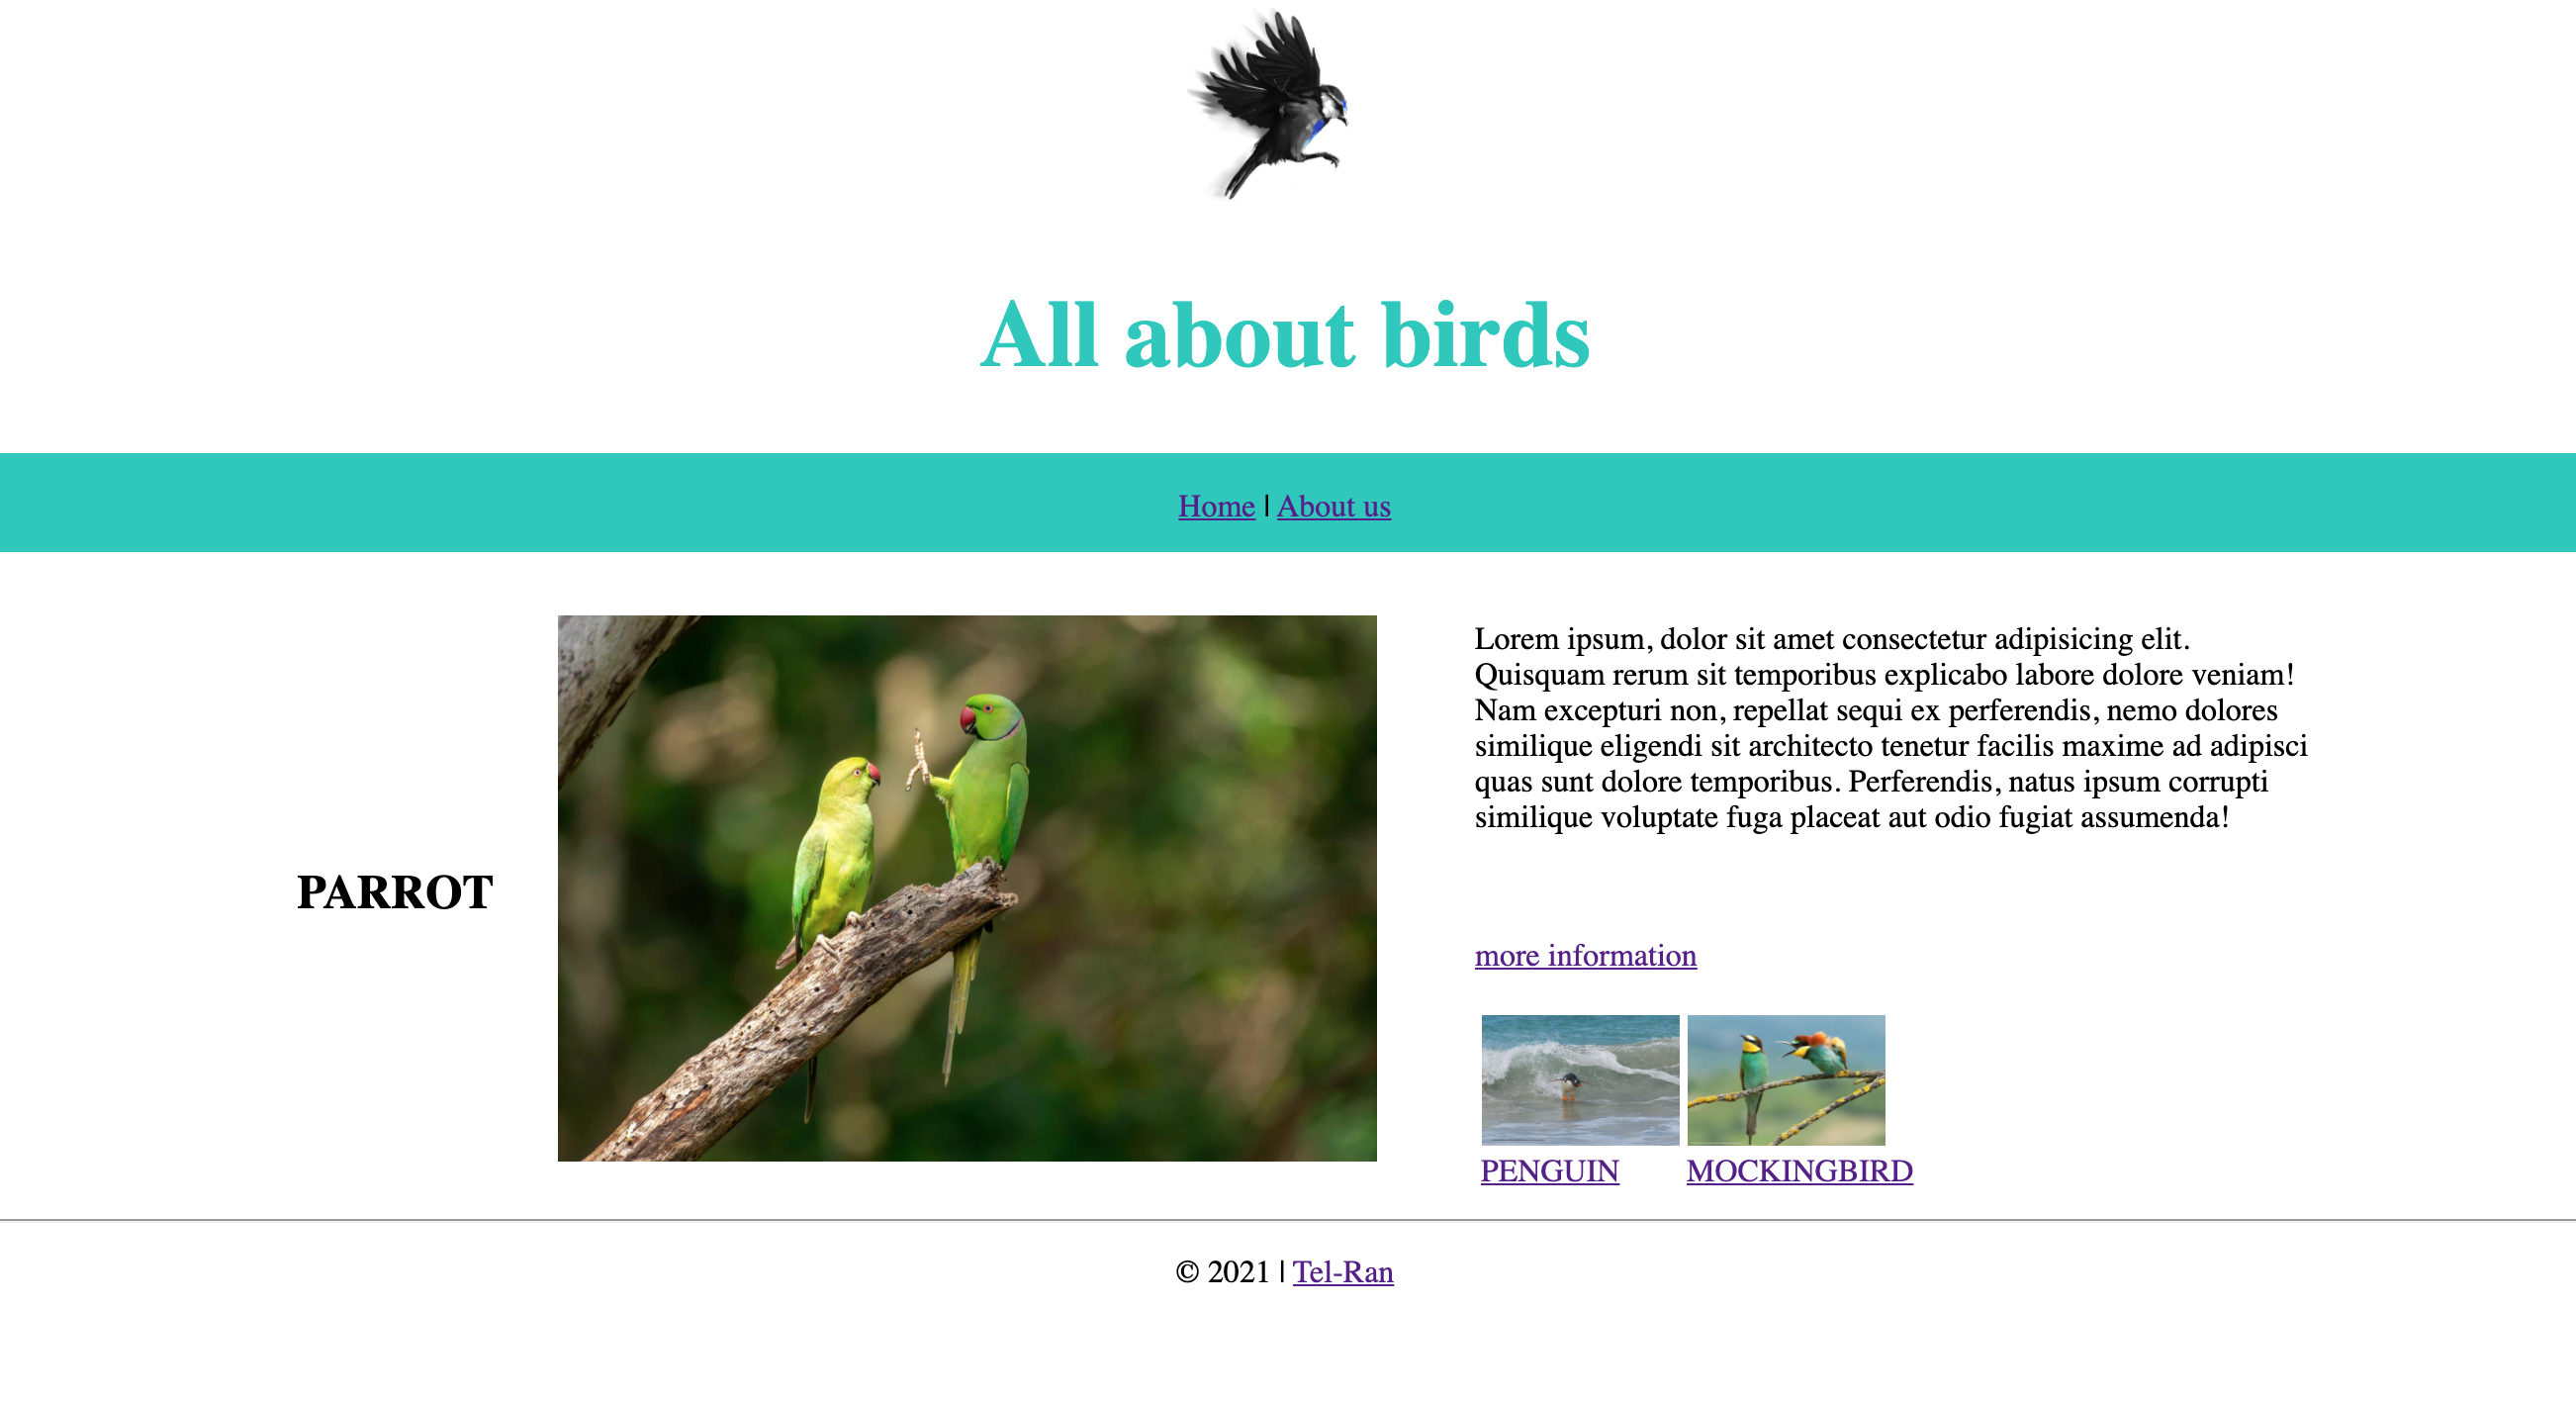 All about birds
Home | About us
PARROT
Lorem ipsum, dolor sit amet consectetur adipisicing elit.
Quisquam rerum sit temporibus explicabo labore dolore veniam!
Nam excepturi non, repellat sequi ex perferendis, nemo dolores
similique eligendi sit architecto tenetur facilis maxime ad adipisci
quas sunt dolore temporibus. Perferendis, natus ipsum corrupti
similique voluptate fuga placeat aut odio fugiat assumenda!
more information
PENGUIN MOCKINGBIRD
© 2021 | Tel-Ran